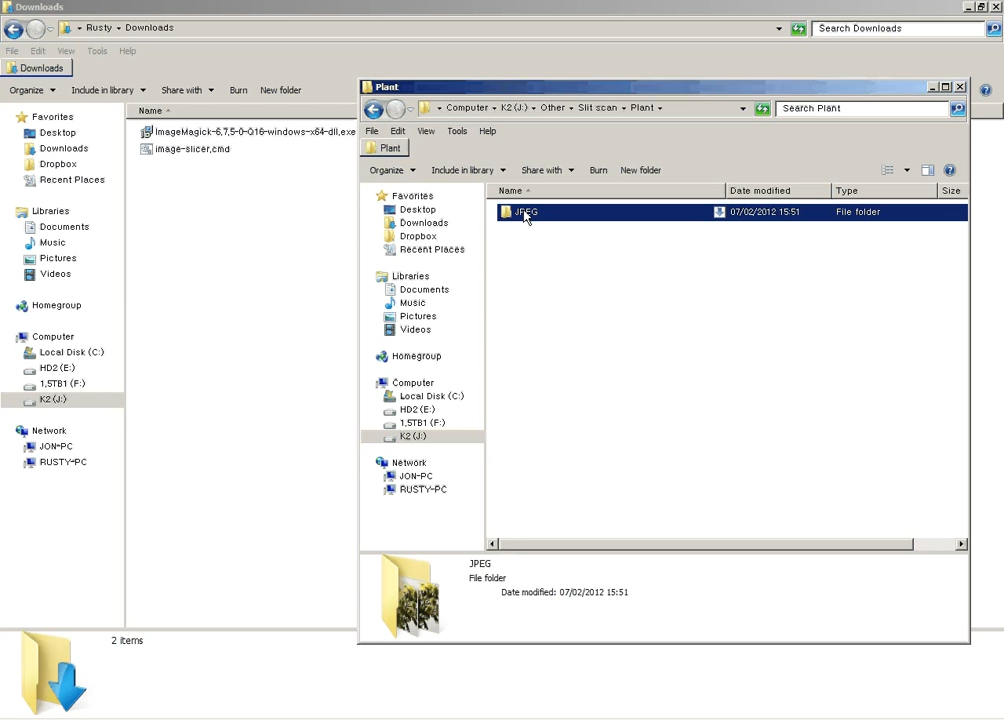 Downloads
Rusty Downloads
Search Downloads
File Edit View Tools Help
Downloads
Organize Include in library Share with Burn New folder
Favorites
Desktop
Downloads
Dropbox
Recent Places
Libraries
Documents
Music
Pictures
Videos
Homegroup
Computer
Local Disk (C:)
HD2 (E:)
1,5TB1 (F:)
K2 (J:)
Network
JON-PC
RUSTY-PC
Name
ImageMagick-6,7,5-0-Q16-windows-x64-dll,exe
image-slicer,cmd
2 items
Plant
Computer K2 (J:) Other Slit scan Plant
Search Plant
File Edit View Tools Help
Plant
Organize Include in library Share with Burn New folder
Favorites
Desktop
Downloads
Dropbox
Recent Places
Libraries
Documents
Music
Pictures
Videos
Homegroup
Computer
Local Disk (C:)
HD2 (E:)
1,5TB1 (F:)
K2 (J:)
Network
JON-PC
RUSTY-PC
Name Date modified Type Size
JPEG 07/02/2012 15:51 File folder
JPEG
File folder
Date modified: 07/02/2012 15:51